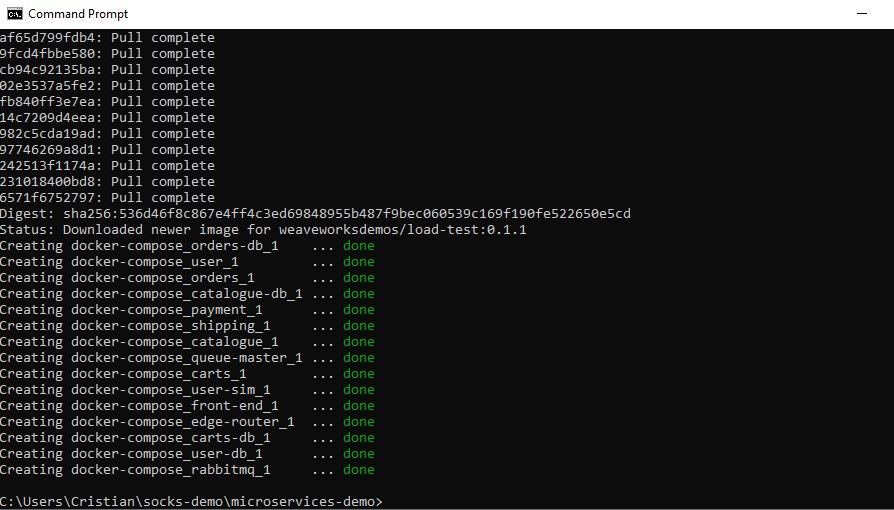 Command Prompt
af65d799fdb4: Pull complete
9fcd4fbbe580: Pull complete
cb94c92135ba: Pull complete
02e3537a5fe2: Pull complete
fb840ff3e7ea: Pull complete
14c7209d4eea: Pull complete
982c5cda19ad: Pull complete
97746269a8d1: Pull complete
242513f1174a: Pull complete
231018400bd8: Pull complete
6571f6752797: Pull complete
Digest: sha256:536d46f8c867e4ff4c3ed69848955b487f9bec060539c169f190fe522650e5cd
Status: Downloaded newer image for weaveworksdemos/load-test:0.1.1
Creating docker-compose_orders-db_1    ... done
Creating docker-compose_user_1         ... done
Creating docker-compose_orders_1       ... done
Creating docker-compose_catalogue-db_1 ... done
Creating docker-compose_payment_1      ... done
Creating docker-compose_shipping_1     ... done
Creating docker-compose_catalogue_1    ... done
Creating docker-compose_queue-master_1 ... done
Creating docker-compose_carts_1        ... done
Creating docker-compose_user-sim_1     ... done
Creating docker-compose_front-end_1    ... done
Creating docker-compose_edge-router_1  ... done
Creating docker-compose_carts-db_1     ... done
Creating docker-compose_user-db_1      ... done
Creating docker-compose_rabbitmq_1     ... done
C:\Users\Cristian\socks-demo\microservices-demo>